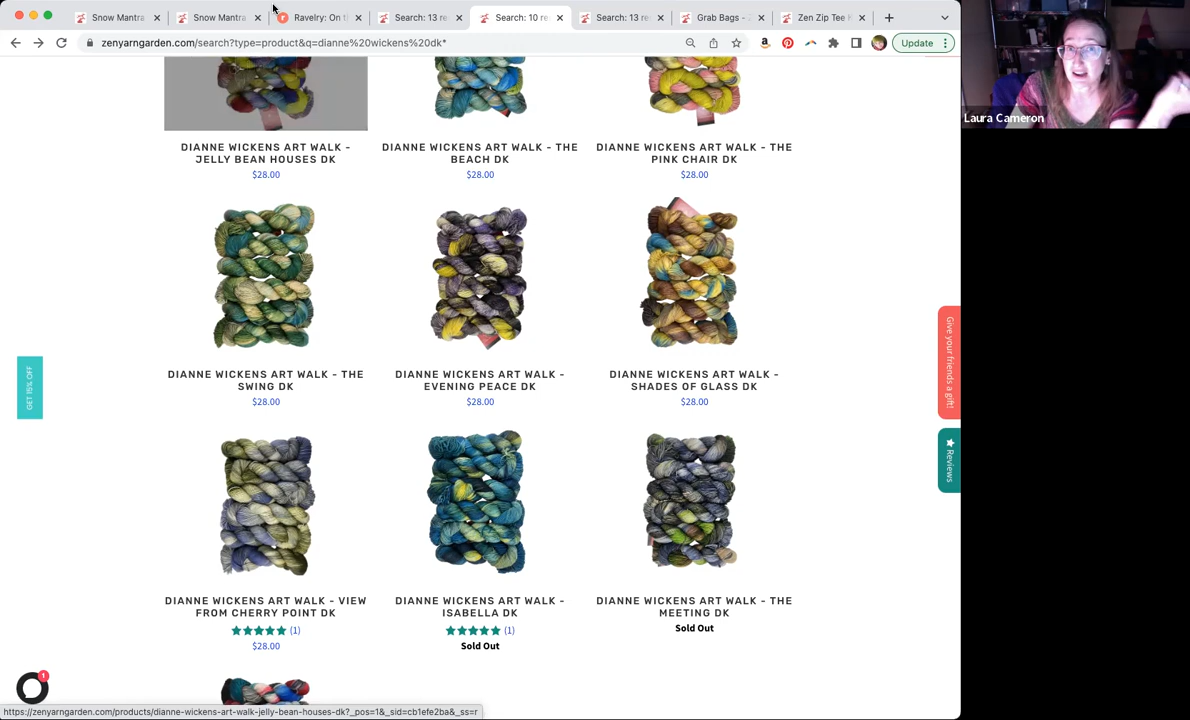 Snow Mantra
Snow Mantra
Ravelry: On t
Search: 13 re
Search: 10 re
Search: 13 re
Grab Bags -
Zen Zip Tee
zenyarngarden.com/search?type=product&q=dianne%20wickens%20dk*
Update
Laura Cameron
DIANNE WICKENS ART WALK -
JELLY BEAN HOUSES DK
$28.00
DIANNE WICKENS ART WALK - THE
BEACH DK
$28.00
DIANNE WICKENS ART WALK - THE
PINK CHAIR DK
$28.00
DIANNE WICKENS ART WALK - THE
SWING DK
$28.00
DIANNE WICKENS ART WALK -
EVENING PEACE DK
$28.00
DIANNE WICKENS ART WALK -
SHADES OF GLASS DK
$28.00
Give your friends a gift!
GET 15% OFF
Reviews
DIANNE WICKENS ART WALK - VIEW
FROM CHERRY POINT DK
(1)
$28.00
DIANNE WICKENS ART WALK -
ISABELLA DK
(1)
Sold Out
DIANNE WICKENS ART WALK - THE
MEETING DK
Sold Out
1
https://zenyarngarden.com/products/dianne-wickens-art-walk-jelly-bean-houses-dk?_pos=1&_sid=cb1efe2ba&_ss=r